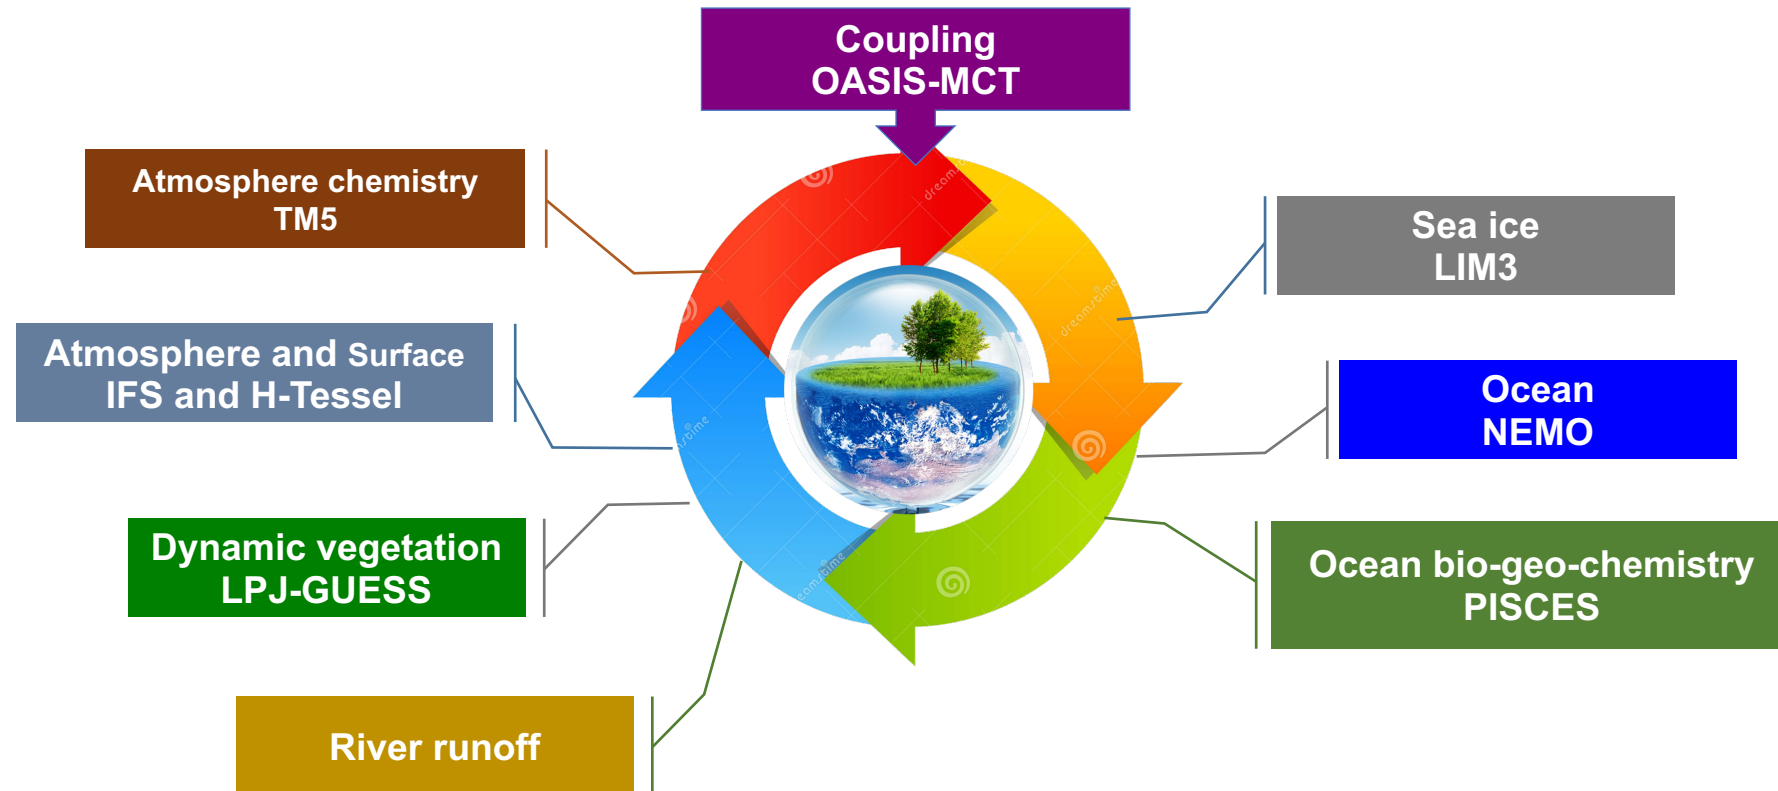 Coupling
OASIS-MCT
Atmosphere chemistry
TM5
Sea ice
LIM3
Atmosphere and Surface
IFS and H-Tessel
Ocean
NEMO
Dynamic vegetation
LPJ-GUESS
Ocean bio-geo-chemistry
PISCES
River runoff
dreamstime